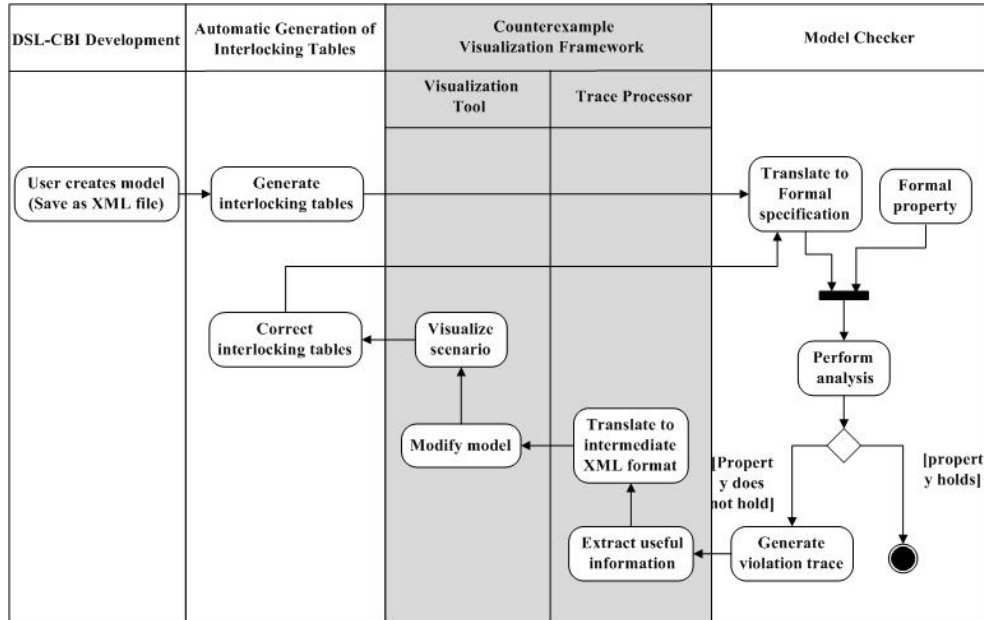 DSL-CBI Development
Automatic Generation of
Interlocking Tables
Counterexample
Visualization Framework
Model Checker
Visualization
Tool
Trace Processor
User creates model
(Save as XML file)
Generate
interlocking tables
Translate to
Formal
specification
Formal
property
Correct
interlocking tables
Visualize
scenario
Perform
analysis
Modify model
Translate to
intermediate
XML format
[Propert
y does
not hold]
[propert
y holds]
Extract useful
information
Generate
violation trace